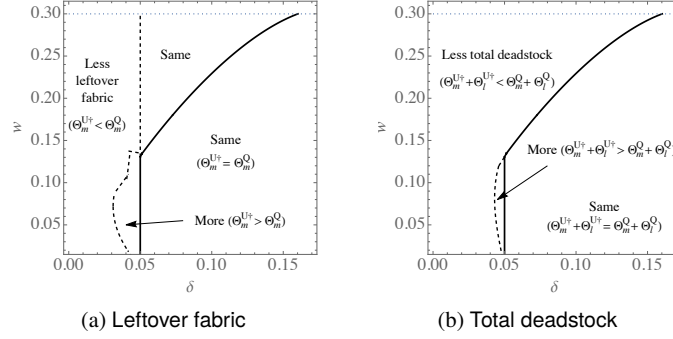 0.30
0.25
0.20
0.15
0.10
0.05
w
Less
leftover
fabric
(Θ_m^{U†} < Θ_m^Q)
Same
Same
(Θ_m^{U†} = Θ_m^Q)
More (Θ_m^{U†} > Θ_m^Q)
0.00 0.05 0.10 0.15
δ
(a) Leftover fabric
0.30
0.25
0.20
0.15
0.10
0.05
w
Less total deadstock
(Θ_m^{U†} + Θ_l^{U†} < Θ_m^Q + Θ_l^Q)
More (Θ_m^{U†} + Θ_l^{U†} > Θ_m^Q + Θ_l^Q
Same
(Θ_m^{U†} + Θ_l^{U†} = Θ_m^Q + Θ_l^Q)
0.00 0.05 0.10 0.15
δ
(b) Total deadstock